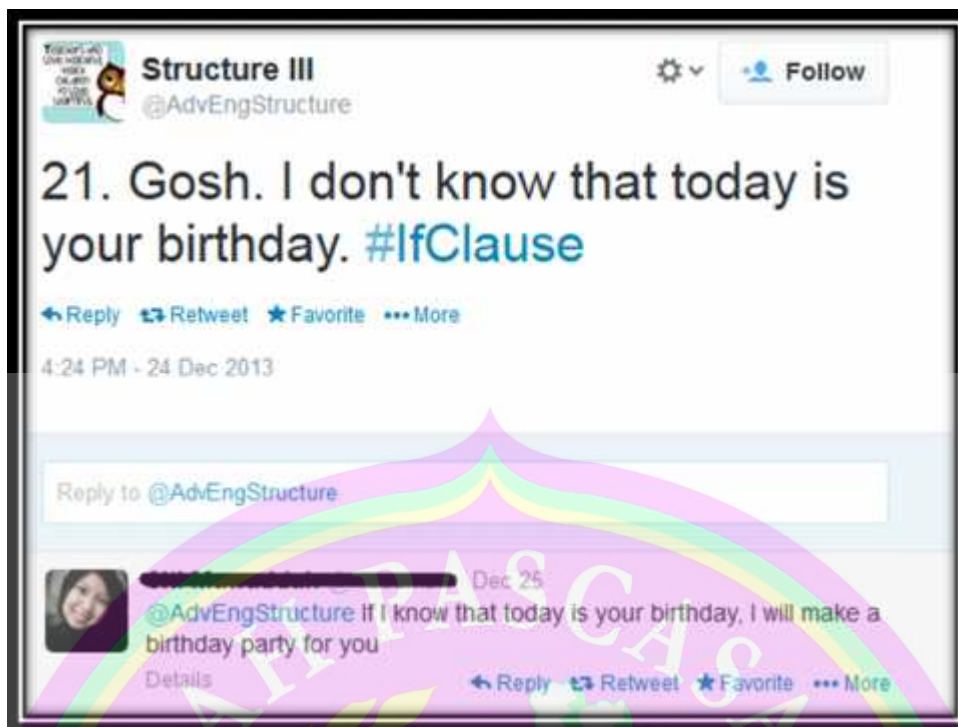 Structure III
@AdvEngStructure
Follow
21. Gosh. I don't know that today is
your birthday. #IfClause
Reply Retweet Favorite More
4:24 PM - 24 Dec 2013
Reply to @AdvEngStructure
Dec 25
@AdvEngStructure If I know that today is your birthday, I will make a
birthday party for you
Details
Reply Retweet Favorite More
AH PASCAS